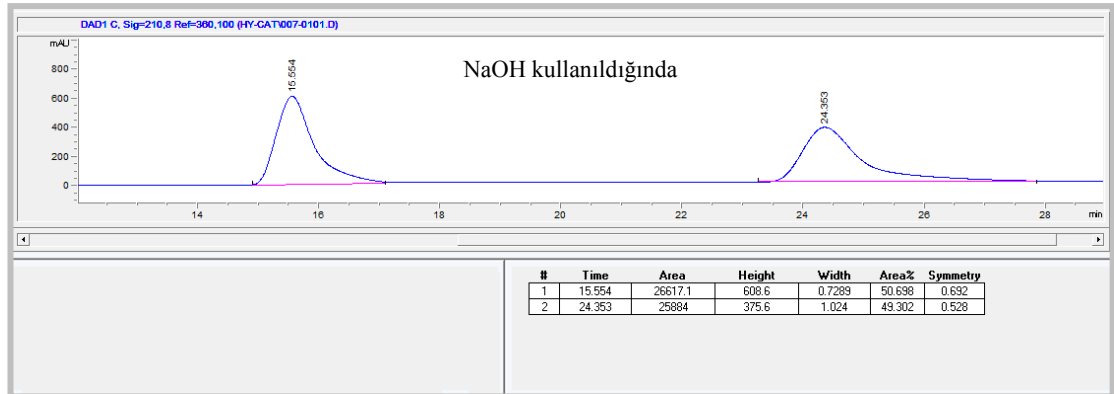 DAD1 C, Sig=210,8 Ref=360,100 (HY-CAT\007-0101.D)
mAU
NaOH kullanıldığında
800
600
400
200
0
15.554
24.353
14 16 18 20 22 24 26 28 min
# Time Area Height Width Area% Symmetry
1 15.554 26617.1 608.6 0.7289 50.698 0.692
2 24.353 25884 375.6 1.024 49.302 0.528